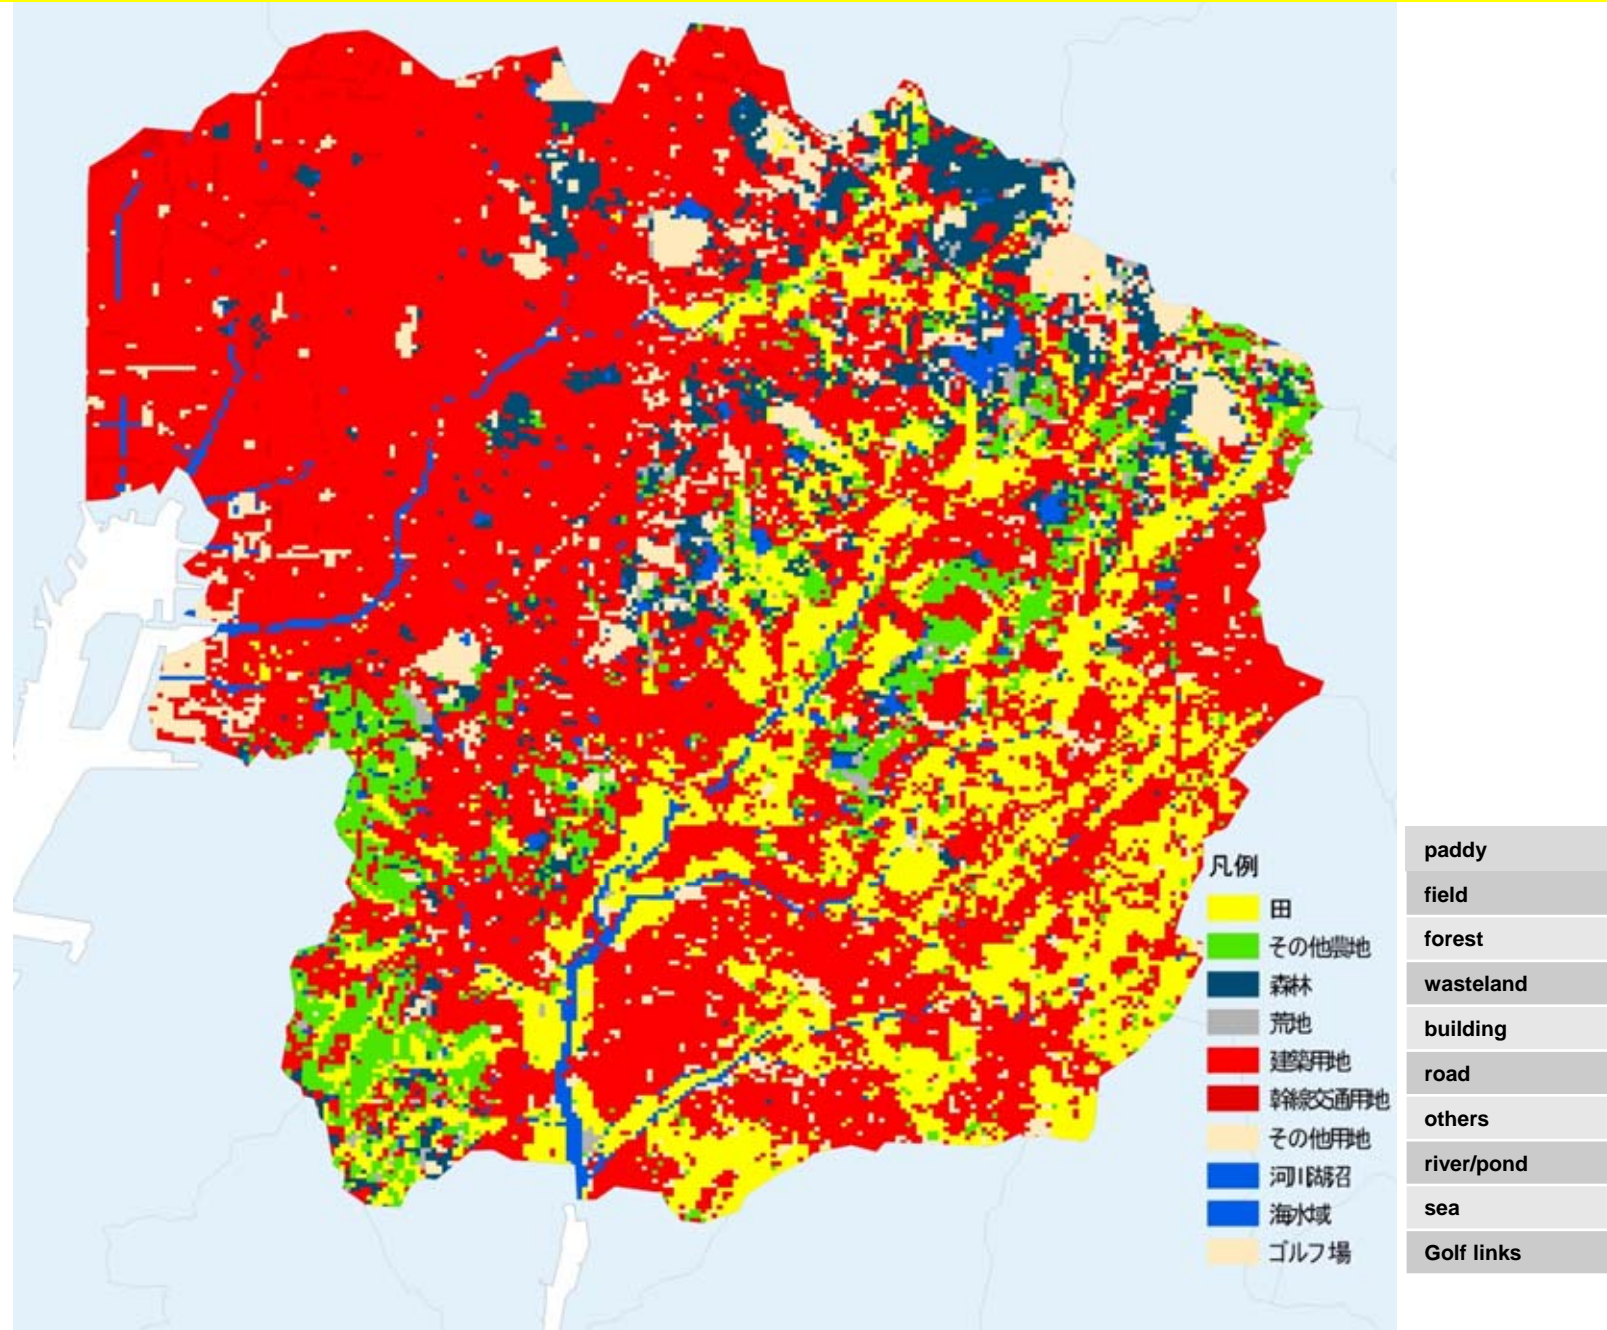 凡例
田
その他農地
森林
荒地
建築用地
幹線交通用地
その他用地
河川湖沼
海水域
ゴルフ場
paddy
field
forest
wasteland
building
road
others
river/pond
sea
Golf links